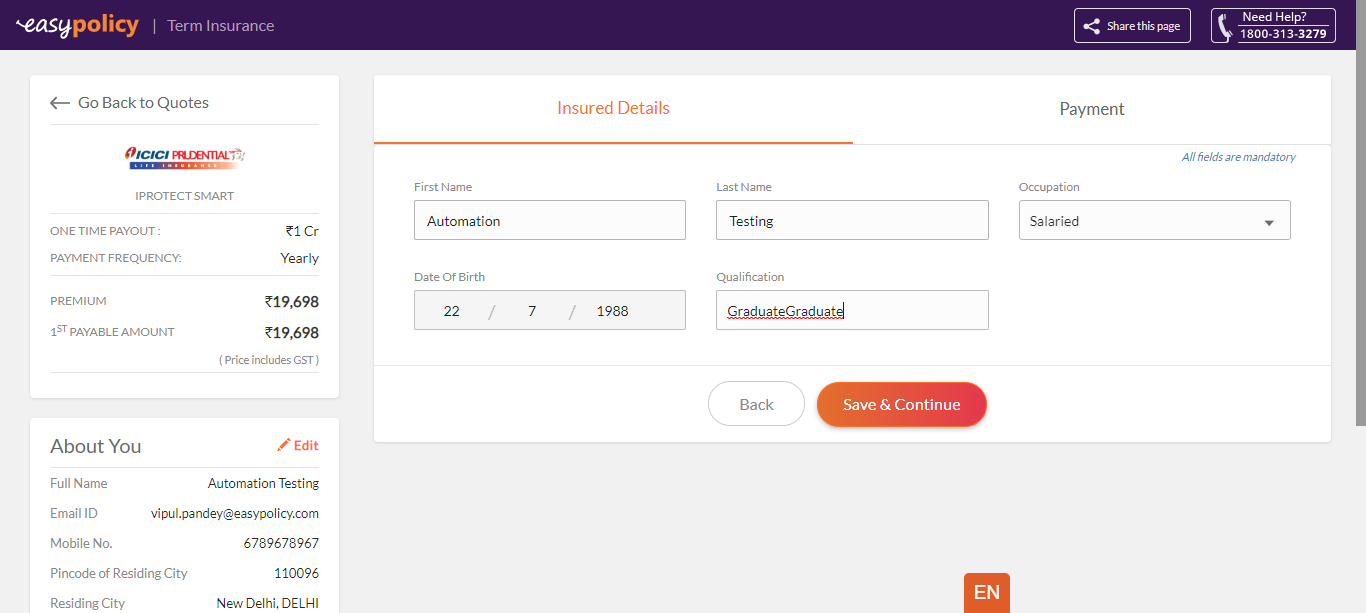 easypolicy | Term Insurance
Share this page
Need Help?
1800-313-3279
Go Back to Quotes
ICICI PRUDENTIAL
LIFE INSURANCE
IPROTECT SMART
ONE TIME PAYOUT : ₹1 Cr
PAYMENT FREQUENCY: Yearly
PREMIUM ₹19,698
1ST PAYABLE AMOUNT ₹19,698
( Price includes GST )
About You Edit
Full Name Automation Testing
Email ID vipul.pandey@easypolicy.com
Mobile No. 6789678967
Pincode of Residing City 110096
Residing City New Delhi, DELHI
Insured Details Payment
All fields are mandatory
First Name Last Name Occupation
Automation Testing Salaried
Date Of Birth Qualification
22 / 7 / 1988 GraduateGraduate
Back Save & Continue
EN